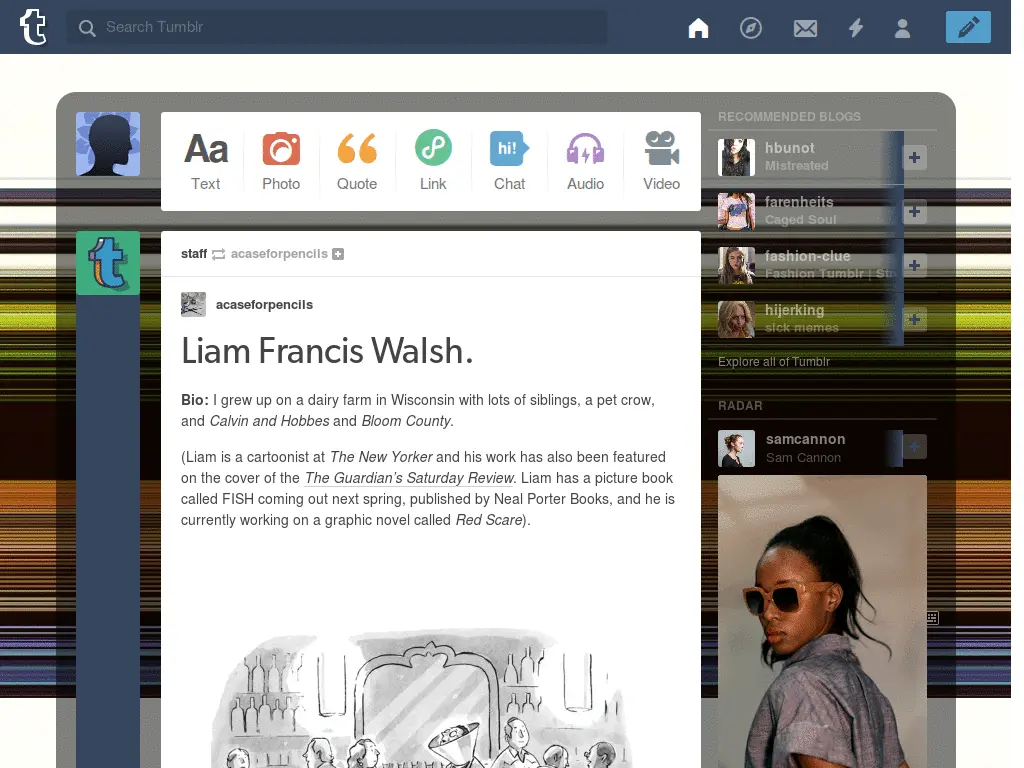 t
Search Tumblr
Aa
hi!
Text
Photo
Quote
Link
Chat
Audio
Video
t
staff acaseforpencils
acaseforpencils
Liam Francis Walsh.
Bio: I grew up on a dairy farm in Wisconsin with lots of siblings, a pet crow,
and Calvin and Hobbes and Bloom County.
(Liam is a cartoonist at The New Yorker and his work has also been featured
on the cover of the The Guardian’s Saturday Review. Liam has a picture book
called FISH coming out next spring, published by Neal Porter Books, and he is
currently working on a graphic novel called Red Scare).
RECOMMENDED BLOGS
hbunot
Mistreated
farenheits
Caged Soul
fashion-clue
Fashion Tumblr | St
hijerking
sick memes
Explore all of Tumblr
RADAR
samcannon
Sam Cannon